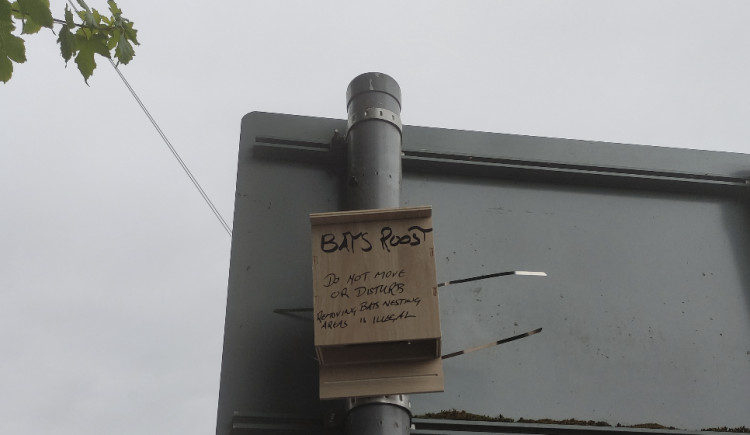 BATS ROOST
DO NOT MOVE
OR DISTURB
REMOVING BATS NESTING
AREAS IS ILLEGAL